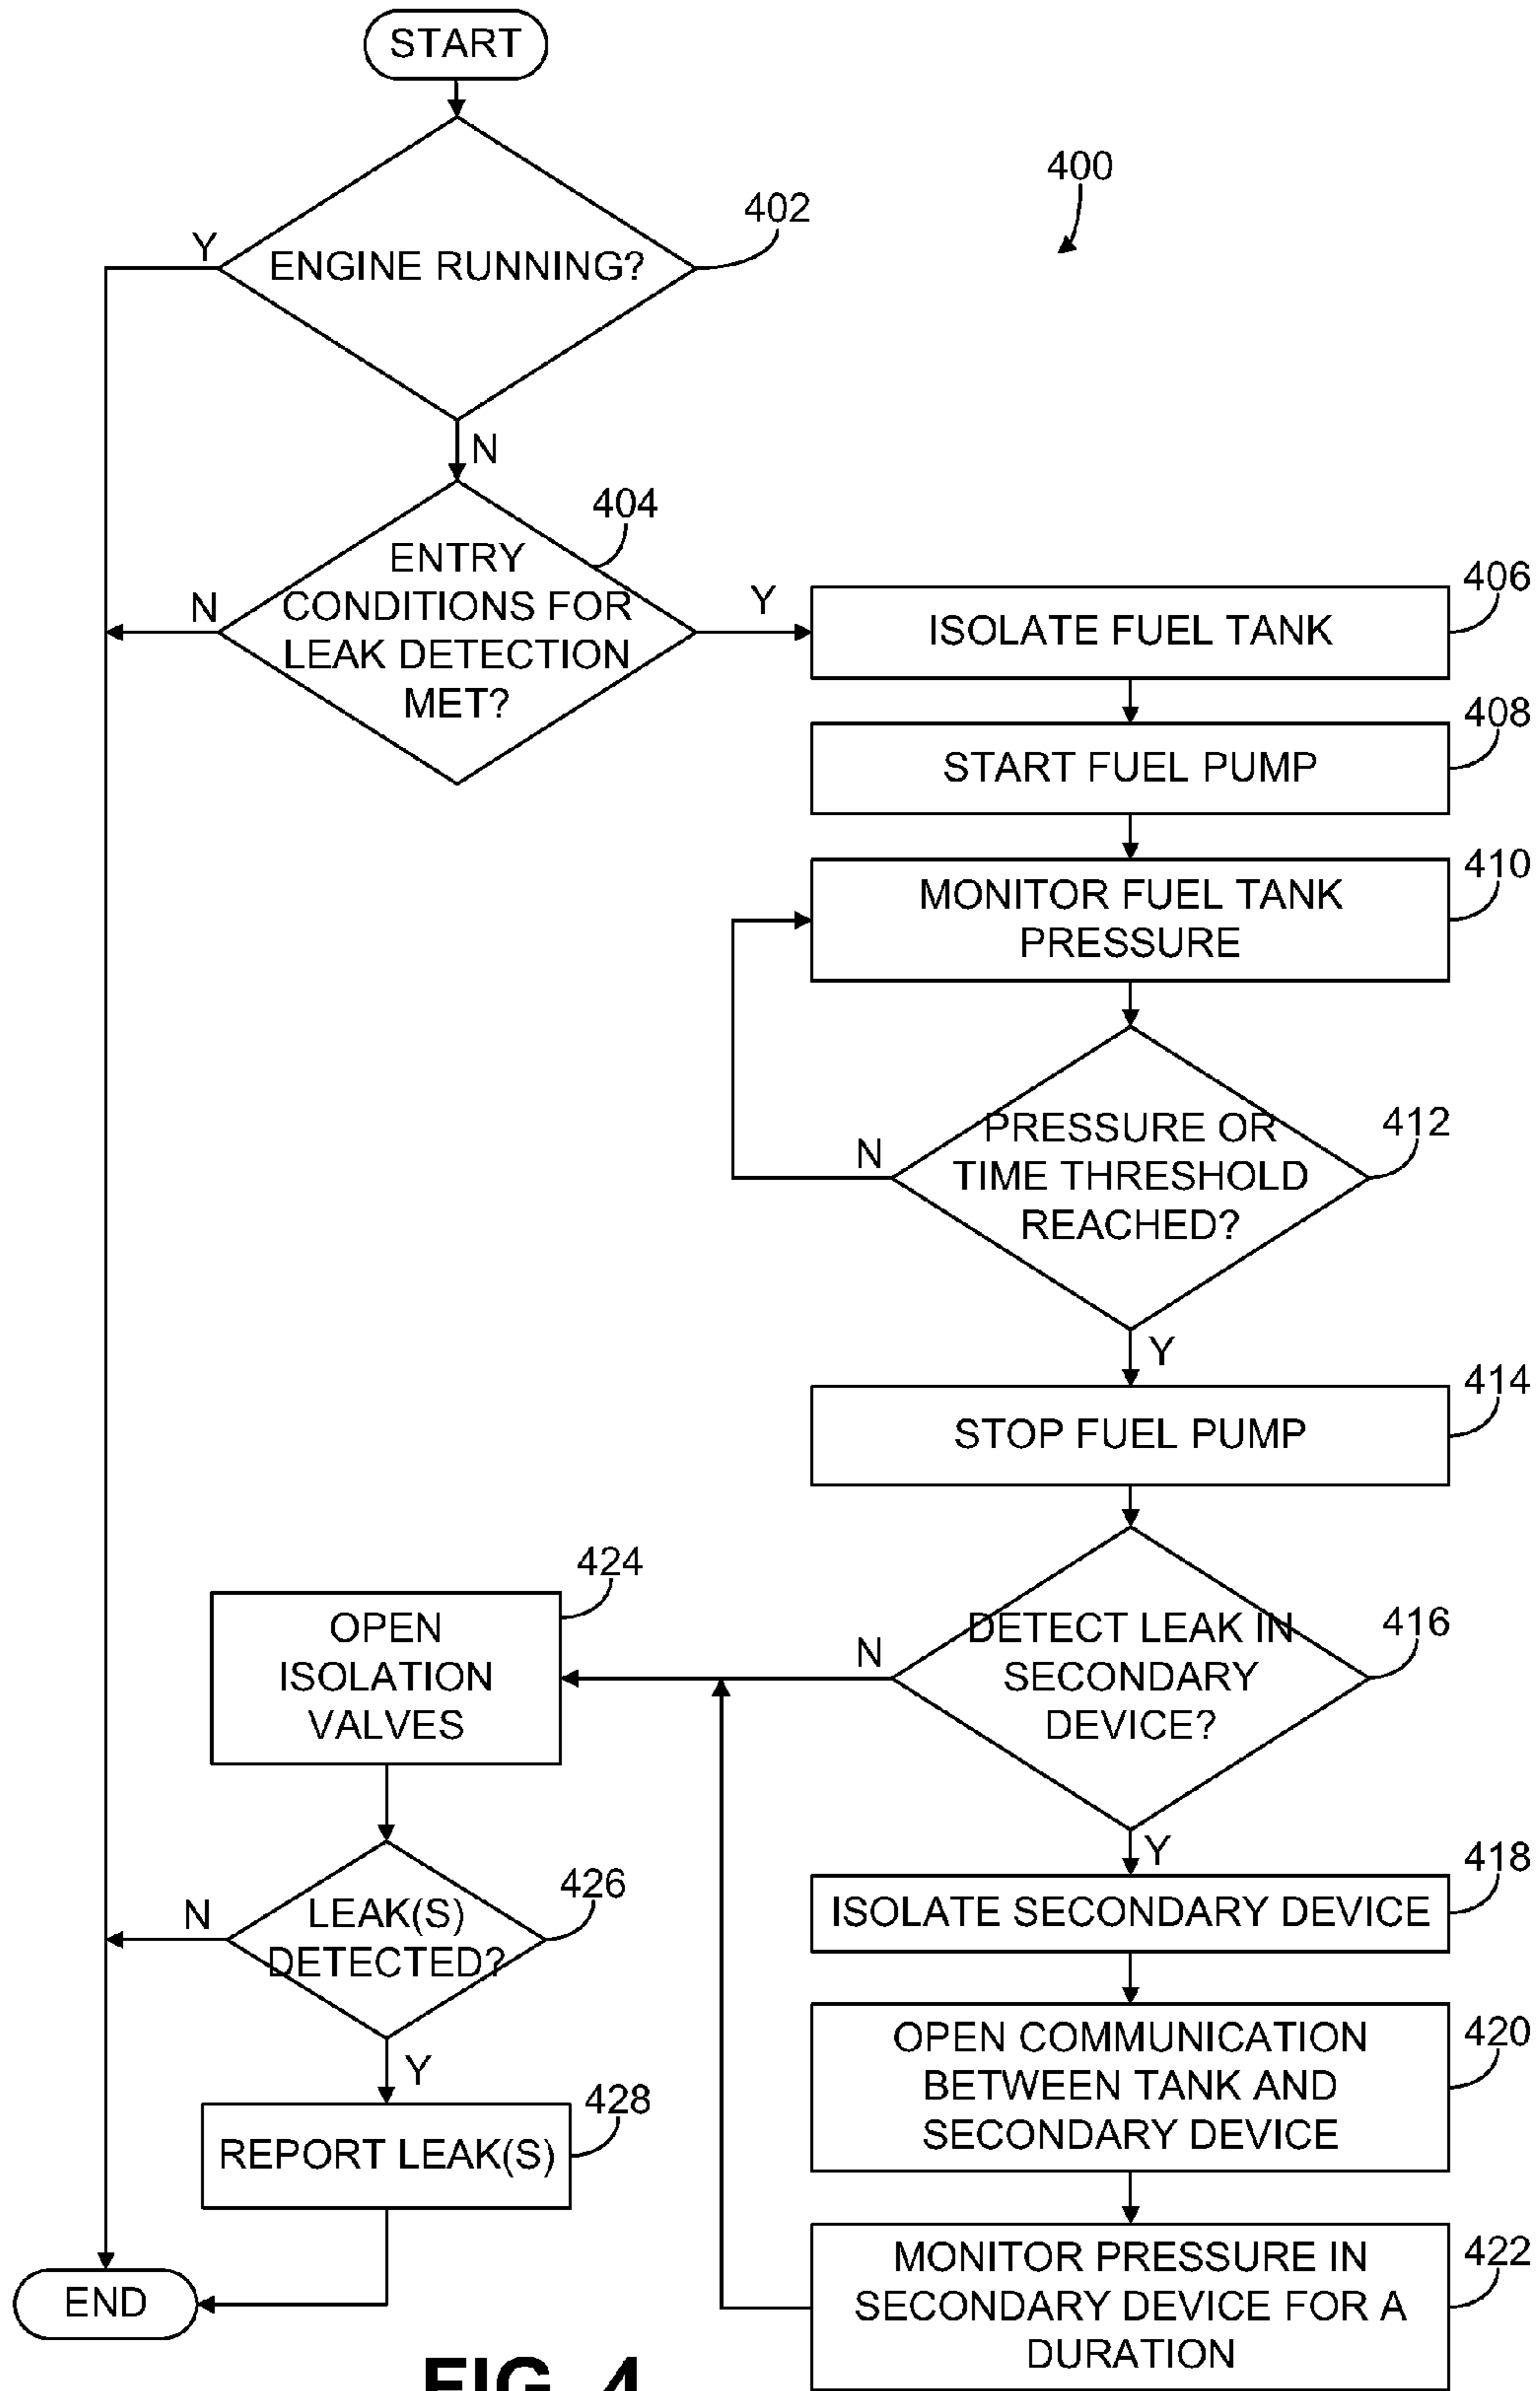 START
400
402
Y
ENGINE RUNNING?
N
404
ENTRY
CONDITIONS FOR
LEAK DETECTION
MET?
N
Y
406
ISOLATE FUEL TANK
408
START FUEL PUMP
410
MONITOR FUEL TANK
PRESSURE
412
PRESSURE OR
TIME THRESHOLD
REACHED?
N
Y
414
STOP FUEL PUMP
416
DETECT LEAK IN
SECONDARY
DEVICE?
N
Y
424
OPEN
ISOLATION
VALVES
418
ISOLATE SECONDARY DEVICE
426
LEAK(S)
DETECTED?
N
Y
420
OPEN COMMUNICATION
BETWEEN TANK AND
SECONDARY DEVICE
428
REPORT LEAK(S)
422
MONITOR PRESSURE IN
SECONDARY DEVICE FOR A
DURATION
END
FIG. 4